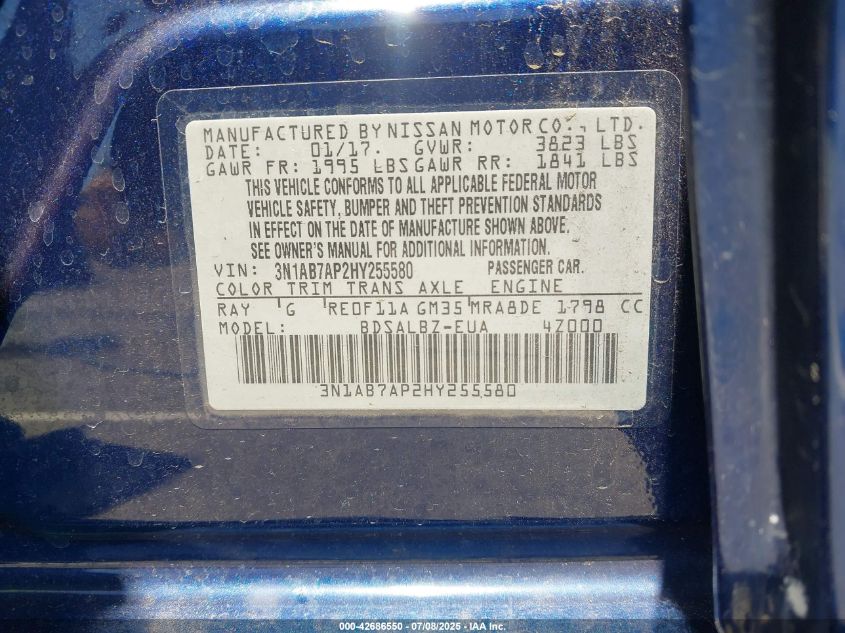 MANUFACTURED BY NISSAN MOTOR CO., LTD.
DATE: 01/17. GVWR: 3823 LBS
GAWR FR: 1995 LBS GAWR RR: 1841 LBS
THIS VEHICLE CONFORMS TO ALL APPLICABLE FEDERAL MOTOR
VEHICLE SAFETY, BUMPER AND THEFT PREVENTION STANDARDS
IN EFFECT ON THE DATE OF MANUFACTURE SHOWN ABOVE.
SEE OWNER'S MANUAL FOR ADDITIONAL INFORMATION.
VIN: 3N1AB7AP2HY255580 PASSENGER CAR.
COLOR TRIM TRANS AXLE ENGINE
RAY G RE0F11A GM35 MRA8DE 1798 CC
MODEL: BDSALBZ-EUA 4Z000
3N1AB7AP2HY255580
000-42686550 - 07/08/2025 - IAA Inc.